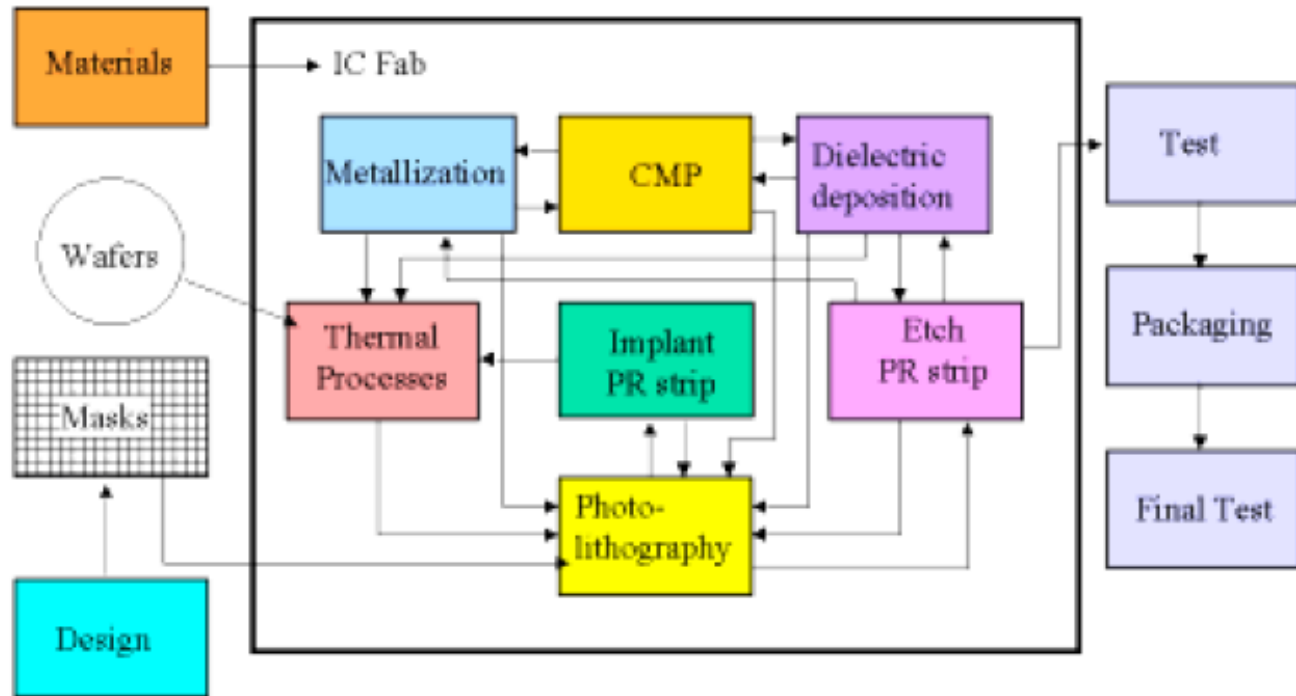 Materials
IC Fab
Metallization
CMP
Dielectric
deposition
Test
Wafers
Thermal
Processes
Implant
PR strip
Etch
PR strip
Packaging
Masks
Photo-
lithography
Final Test
Design